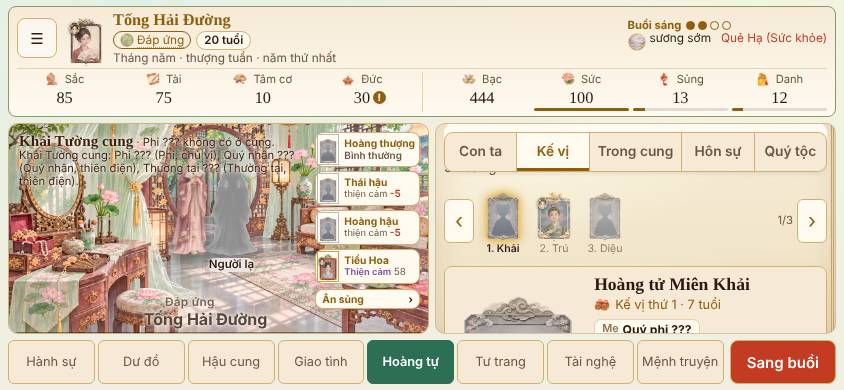 ☰
Tống Hải Đường
Đáp ứng 20 tuổi
Tháng năm · thượng tuần · năm thứ nhất
Buổi sáng
sương sớm Quê Hạ (Sức khỏe)
Sắc Tài Tâm cơ Đức Bạc Sức Sủng Danh
85 75 10 30 ! 444 100 13 12
Khải Tường cung · Phi ??? không có ở cung.
Khải Tường cung: Phi ??? (Phi, chủ vị), Quý nhân ???
(Quý nhân, thiên điện), Thường tại ??? (Thường tại,
thiên điện).
Hoàng thượng
Bình thường
Thái hậu
thiện cảm -5
Hoàng hậu
thiện cảm -5
Tiểu Hoa
Thiện cảm 58
Ân sủng ›
Người lạ
Đáp ứng
Tống Hải Đường
Con ta Kế vị Trong cung Hôn sự Quý tộc
‹ 1. Khải 2. Trú 3. Diệu 1/3 ›
Hoàng tử Miên Khải
Kế vị thứ 1 · 7 tuổi
Mẹ Quý phi ???
Hành sự Dư đồ Hậu cung Giao tình Hoàng tự Tư trang Tài nghệ Mệnh truyện Sang buổi